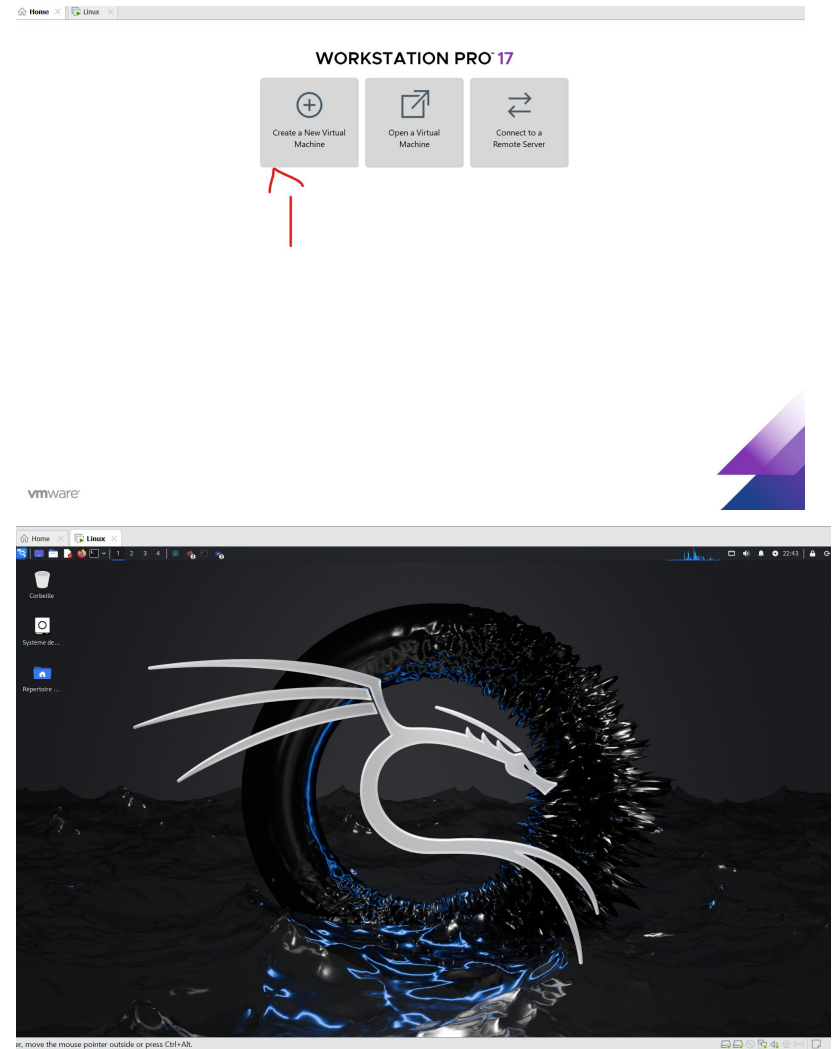 Home
Linux
WORKSTATION PRO™ 17
Create a New Virtual
Machine
Open a Virtual
Machine
Connect to a
Remote Server
vmware®
Home
Linux
1 2 3 4
22:43
Corbeille
Système de...
Répertoire ...
er, move the mouse pointer outside or press Ctrl+Alt.